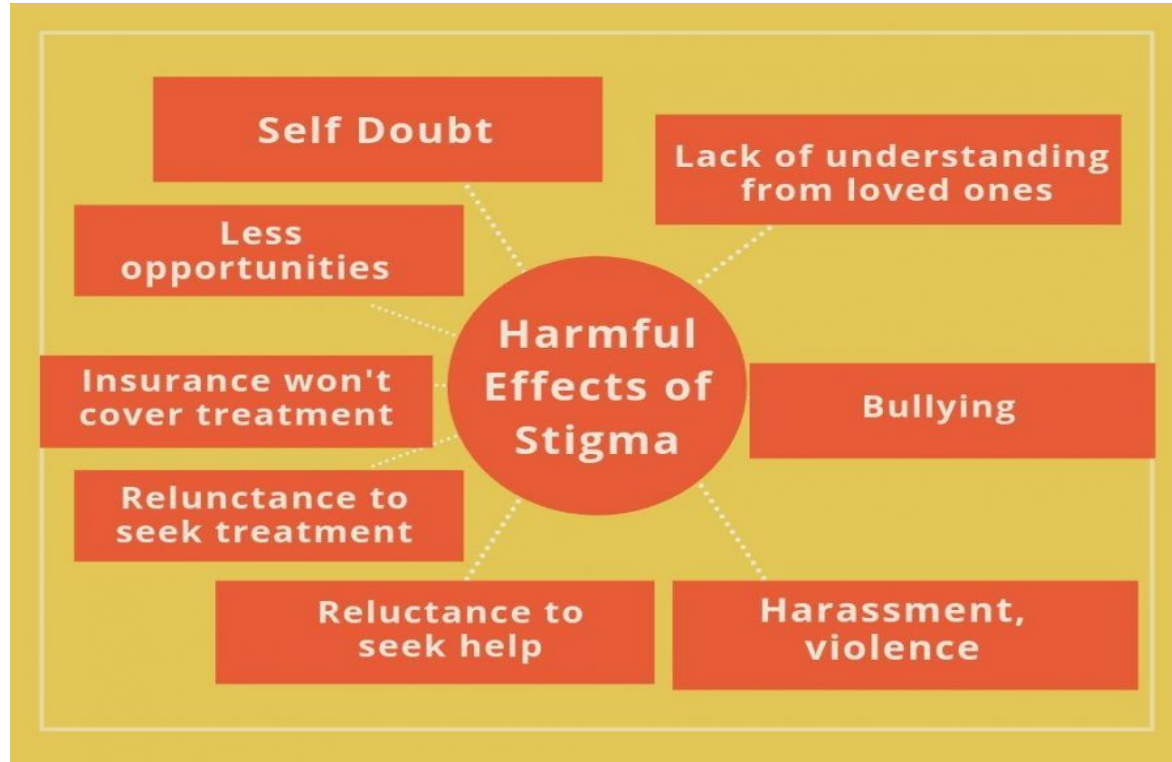 Self Doubt
Lack of understanding
from loved ones
Less
opportunities
Harmful
Effects of
Stigma
Insurance won't
cover treatment
Bullying
Relunctance to
seek treatment
Reluctance to
seek help
Harassment,
violence